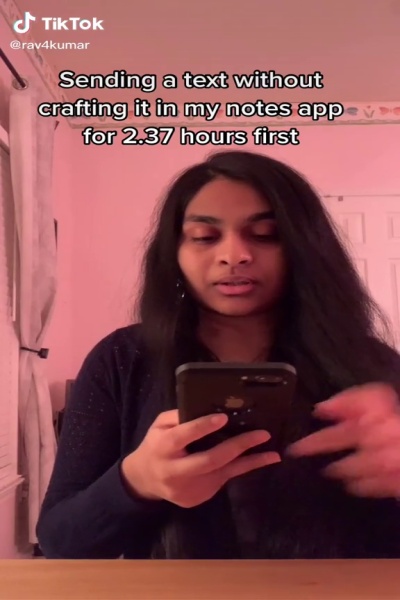 TikTok
@rav4kumar
Sending a text without
crafting it in my notes app
for 2.37 hours first